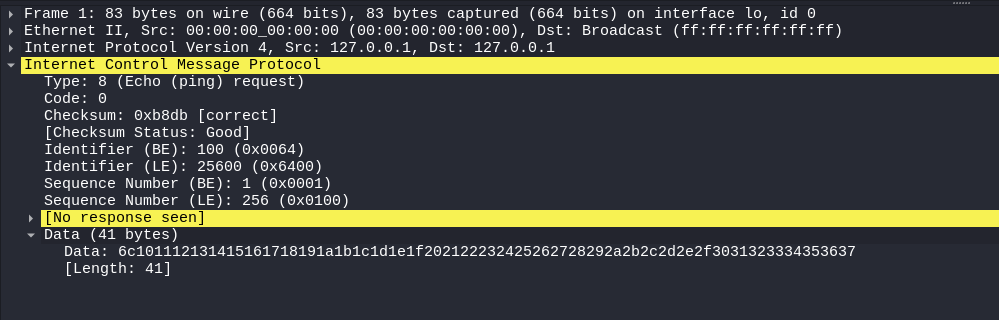 Frame 1: 83 bytes on wire (664 bits), 83 bytes captured (664 bits) on interface lo, id 0
Ethernet II, Src: 00:00:00_00:00:00 (00:00:00:00:00:00), Dst: Broadcast (ff:ff:ff:ff:ff:ff)
Internet Protocol Version 4, Src: 127.0.0.1, Dst: 127.0.0.1
Internet Control Message Protocol
Type: 8 (Echo (ping) request)
Code: 0
Checksum: 0xb8db [correct]
[Checksum Status: Good]
Identifier (BE): 100 (0x0064)
Identifier (LE): 25600 (0x6400)
Sequence Number (BE): 1 (0x0001)
Sequence Number (LE): 256 (0x0100)
[No response seen]
Data (41 bytes)
Data: 6c101112131415161718191a1b1c1d1e1f202122232425262728292a2b2c2d2e2f3031323334353637
[Length: 41]